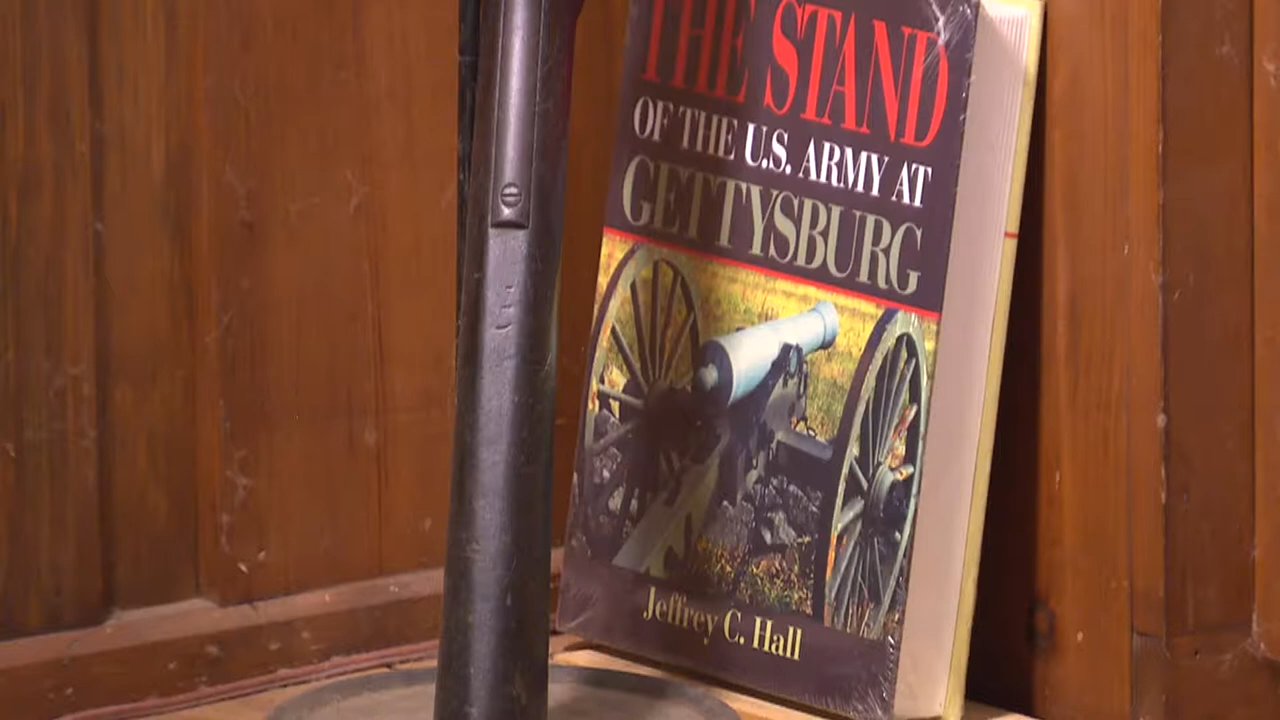 THE STAND
OF THE U.S. ARMY AT
GETTYSBURG
Jeffrey C. Hall